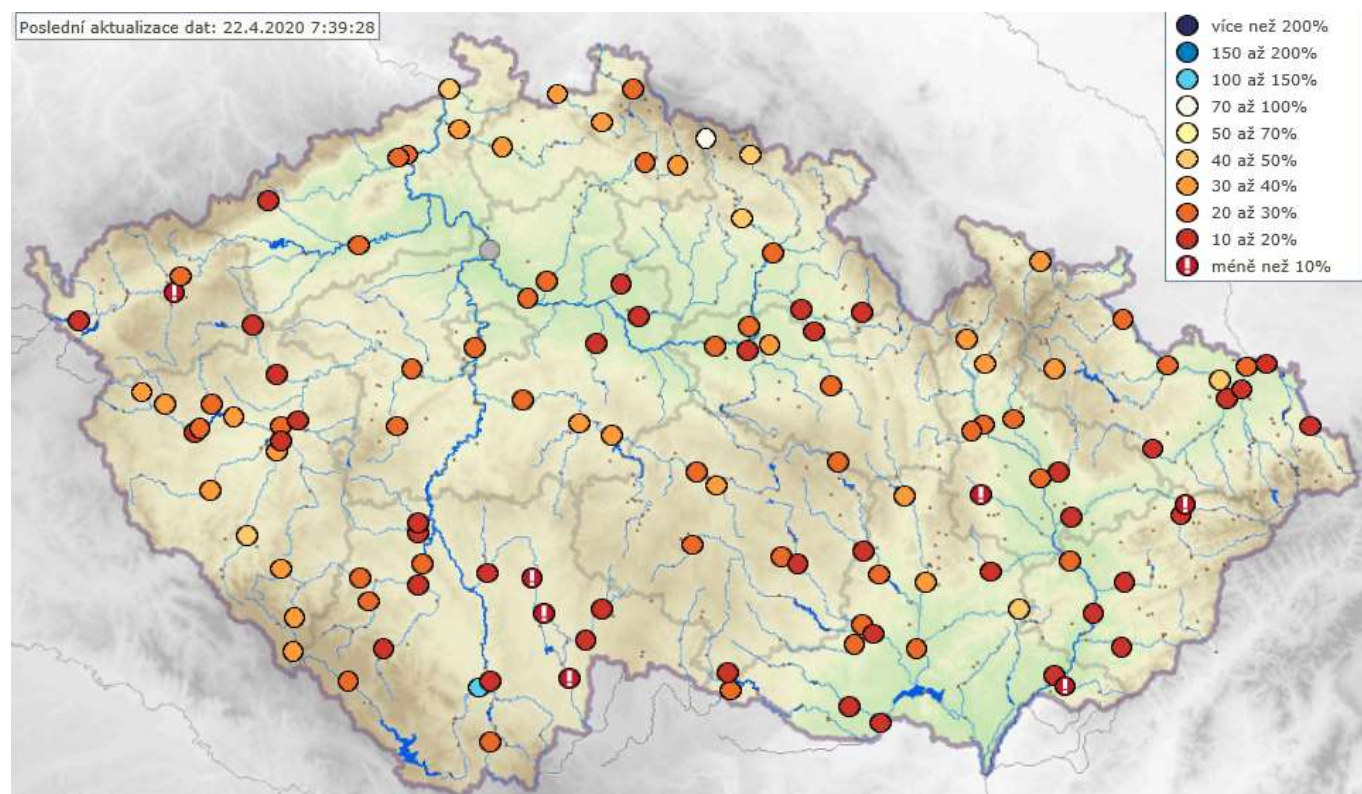 Poslední aktualizace dat: 22.4.2020 7:39:28
více než 200%
150 až 200%
100 až 150%
70 až 100%
50 až 70%
40 až 50%
30 až 40%
20 až 30%
10 až 20%
méně než 10%